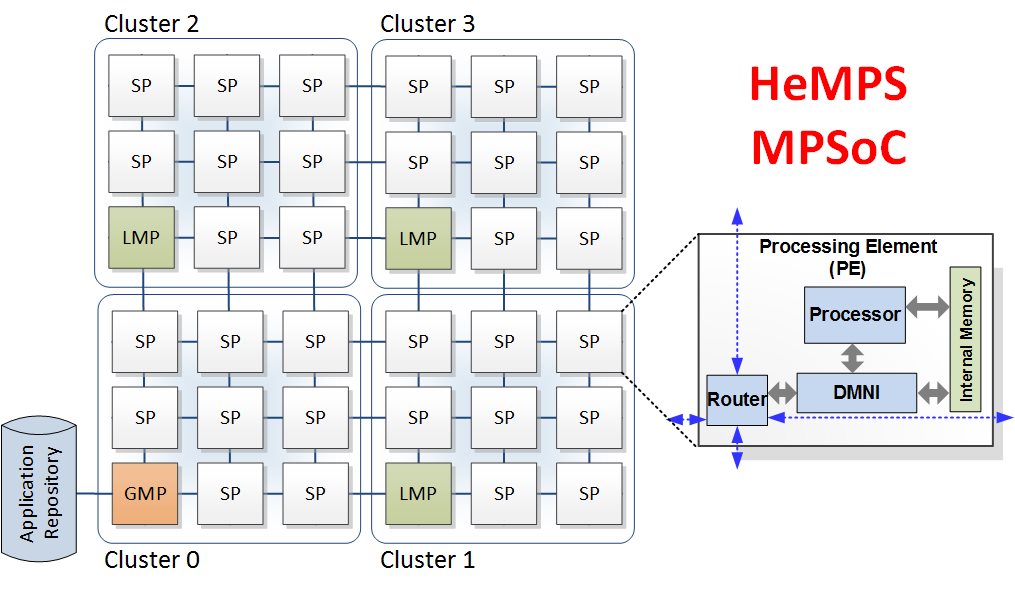 Cluster 2
Cluster 3
SP SP SP SP SP SP
SP SP SP SP SP SP
LMP SP SP LMP SP SP
SP SP SP SP SP SP
SP SP SP SP SP SP
GMP SP SP LMP SP SP
Cluster 0
Cluster 1
Application
Repository
HeMPS
MPSoC
Processing Element
(PE)
Processor
Internal Memory
Router
DMNI